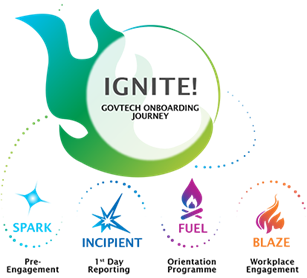 IGNITE!
GOVTECH ONBOARDING
JOURNEY
SPARK
INCIPIENT
FUEL
BLAZE
Pre-
Engagement
1st Day
Reporting
Orientation
Programme
Workplace
Engagement